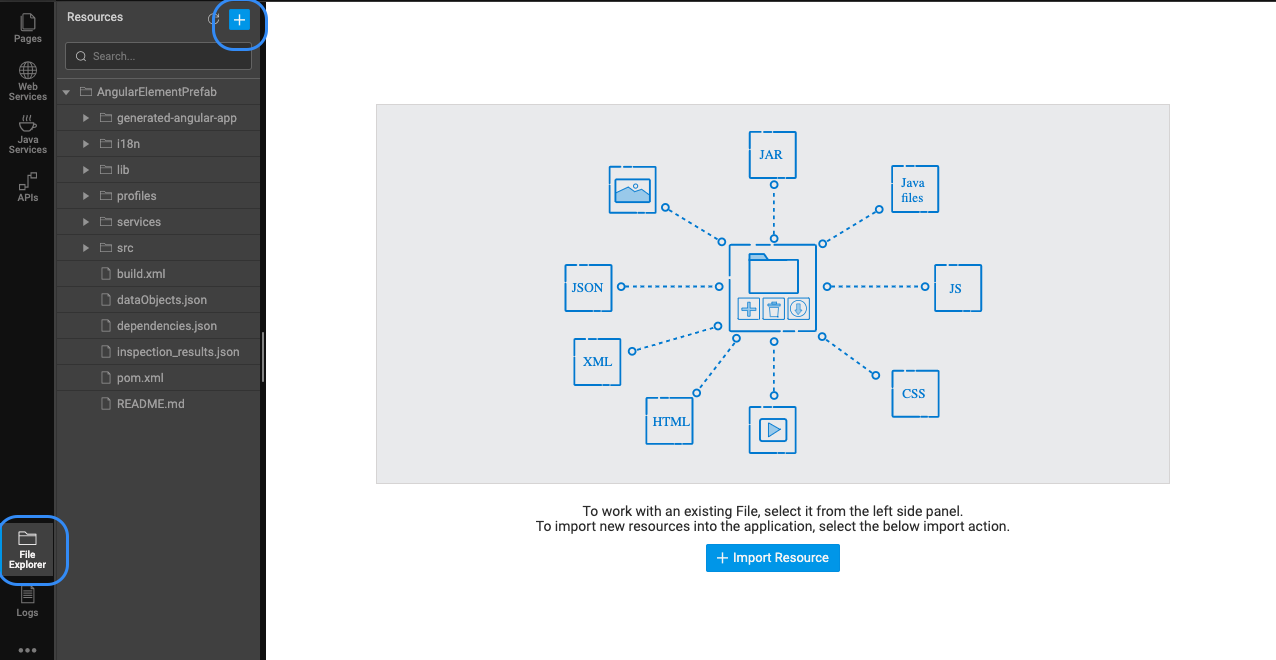 Pages
Web
Services
Java
Services
APIs
File
Explorer
Logs
Resources
Search...
AngularElementPrefab
generated-angular-app
i18n
lib
profiles
services
src
build.xml
dataObjects.json
dependencies.json
inspection_results.json
pom.xml
README.md
JAR
Java
files
JSON
JS
XML
CSS
HTML
To work with an existing File, select it from the left side panel.
To import new resources into the application, select the below import action.
Import Resource